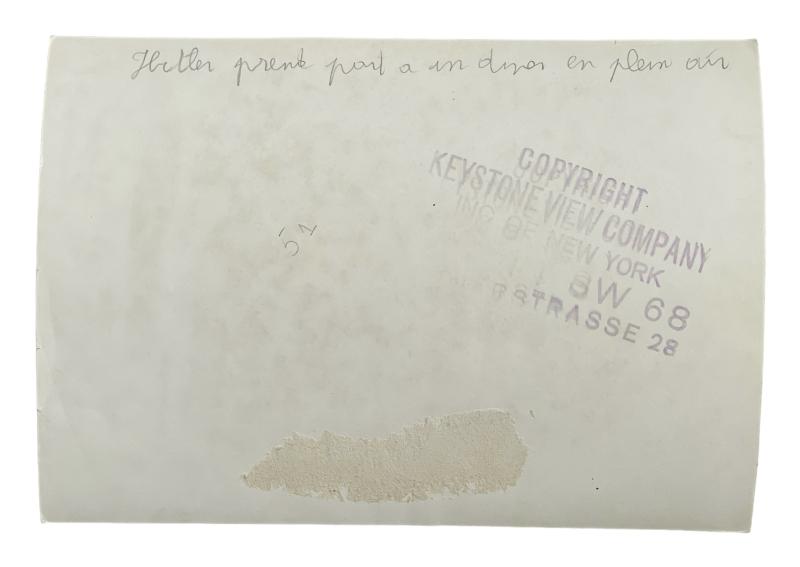 Hitler prend part a un diner en plein air
51
COPYRIGHT
KEYSTONE VIEW COMPANY
INC OF NEW YORK
SW 68
STRASSE 28